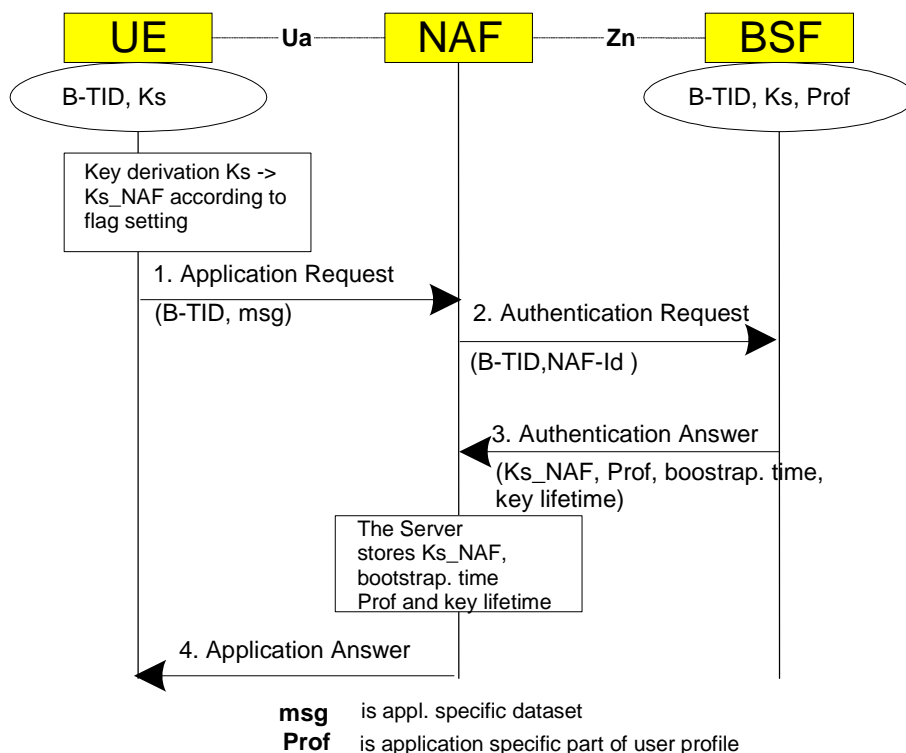 UE
Ua
NAF
Zn
BSF
B-TID, Ks
B-TID, Ks, Prof
Key derivation Ks ->
Ks_NAF according to
flag setting
1. Application Request
(B-TID, msg)
2. Authentication Request
(B-TID,NAF-Id )
3. Authentication Answer
(Ks_NAF, Prof, boostrap. time,
key lifetime)
The Server
stores Ks_NAF,
bootstrap. time
Prof and key lifetime
4. Application Answer
msg is appl. specific dataset
Prof is application specific part of user profile